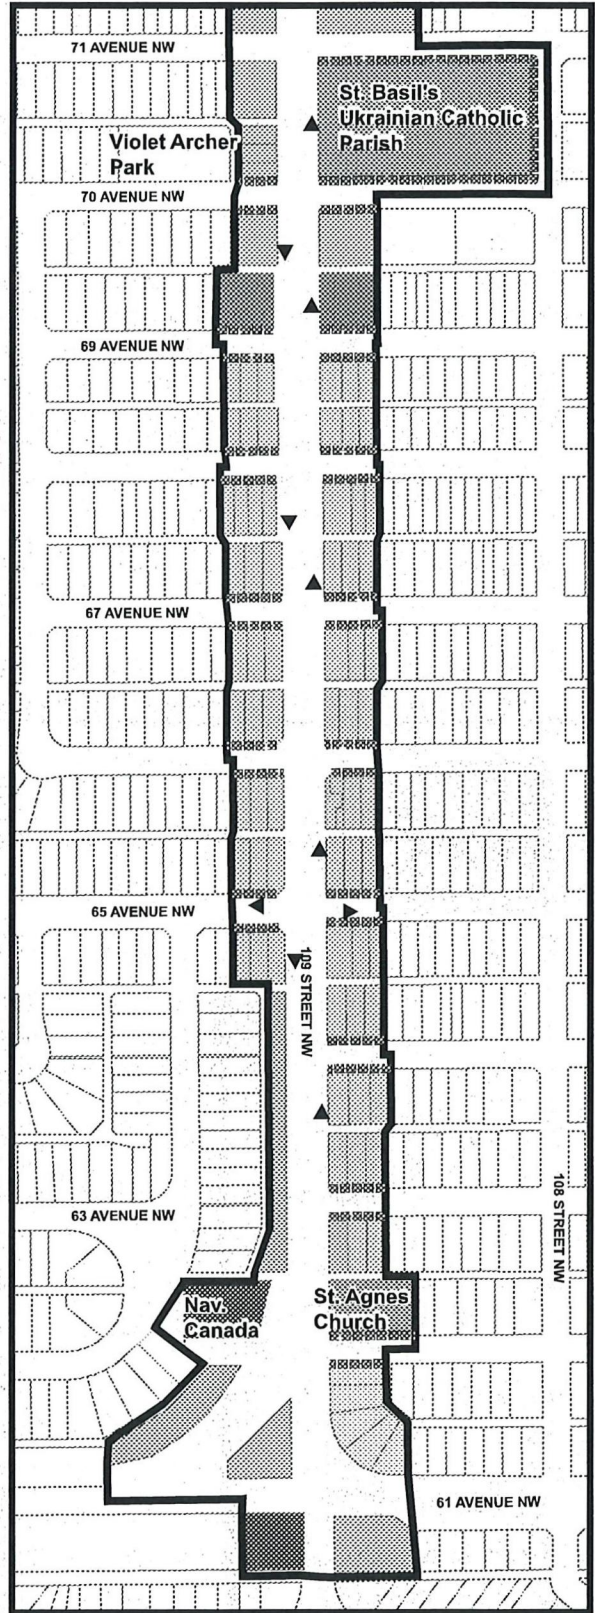 71 AVENUE NW
St. Basil's
Ukrainian Catholic
Parish
Violet Archer
Park
70 AVENUE NW
69 AVENUE NW
67 AVENUE NW
65 AVENUE NW
109 STREET NW
63 AVENUE NW
108 STREET NW
Nav.
Canada
St. Agnes
Church
61 AVENUE NW